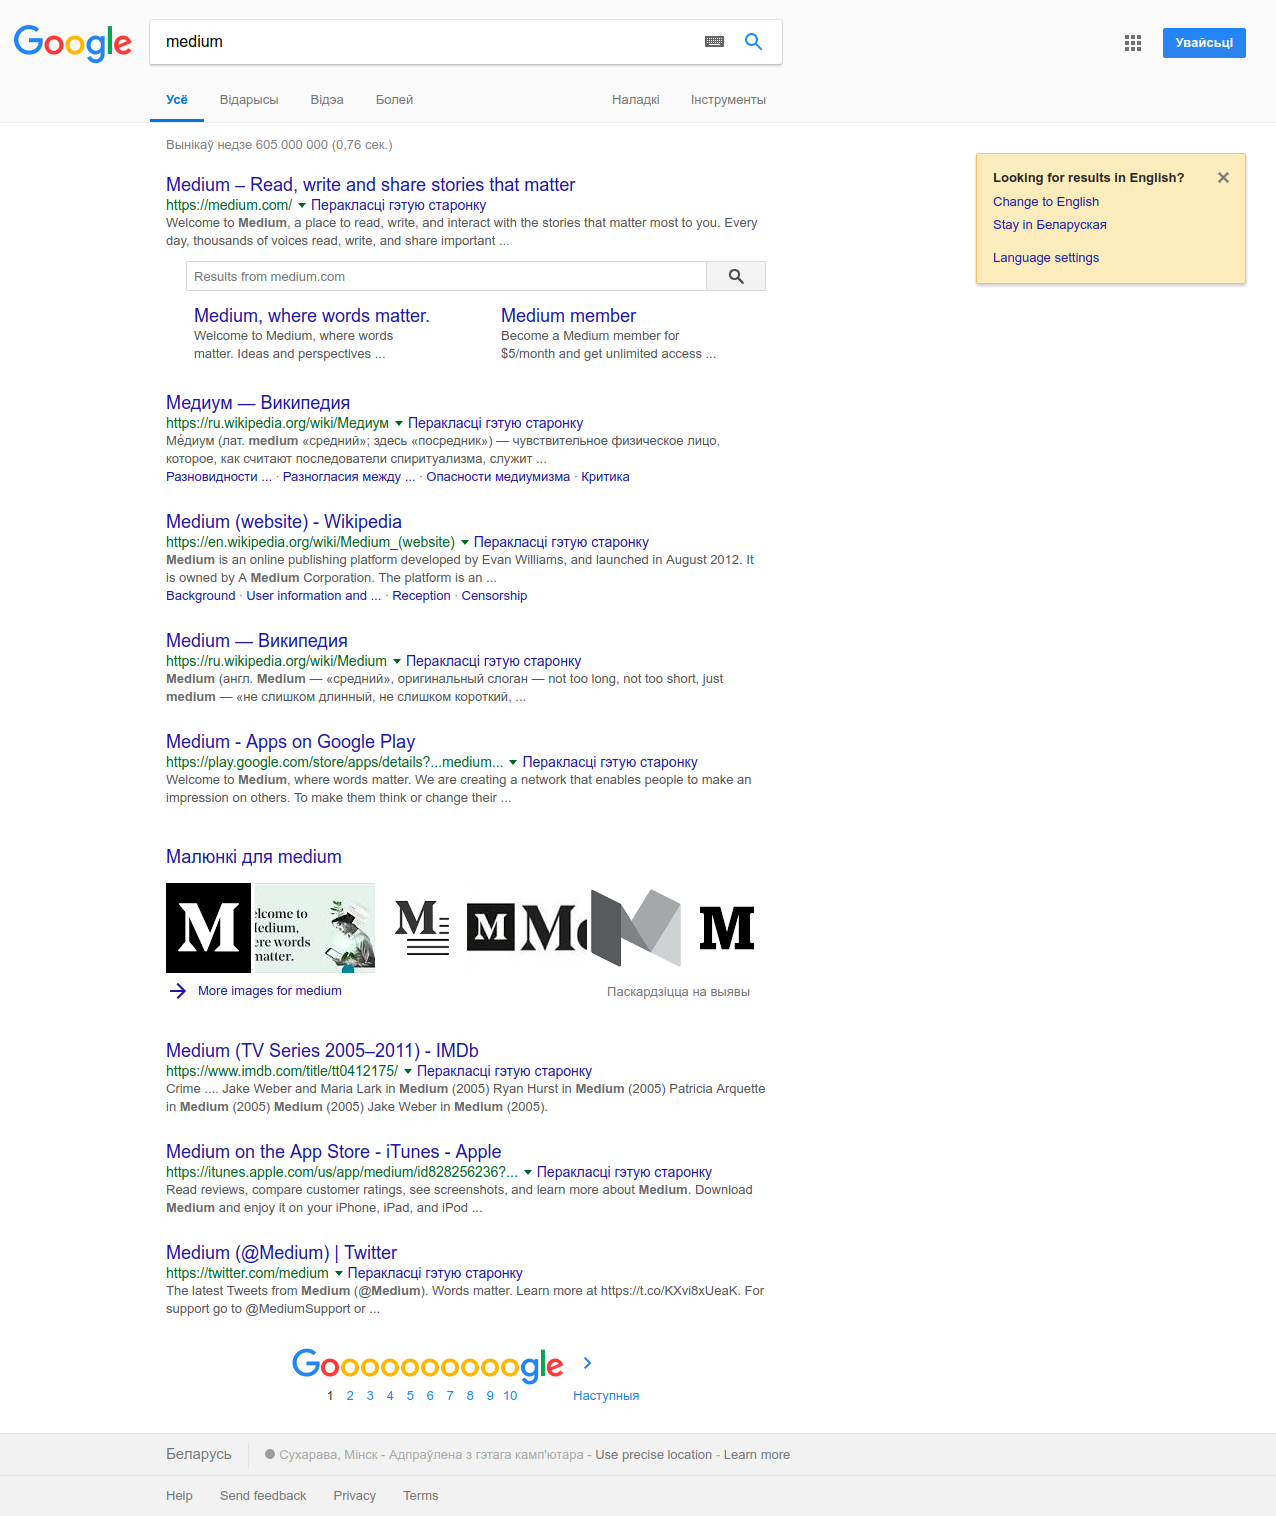 Google
medium
Увайсьці
Усё Відарысы Відэа Болей Наладкі Інструменты
Вынікаў недзе 605 000 000 (0,76 сек.)
Looking for results in English?
Change to English
Stay in Беларуская
Language settings
Medium – Read, write and share stories that matter
https://medium.com/ Перакласці гэтую старонку
Welcome to Medium, a place to read, write, and interact with the stories that matter most to you. Every
day, thousands of voices read, write, and share important ...
Results from medium.com
Medium, where words matter.
Welcome to Medium, where words
matter. Ideas and perspectives ...
Medium member
Become a Medium member for
$5/month and get unlimited access ...
Медиум — Википедия
https://ru.wikipedia.org/wiki/Медиум Перакласці гэтую старонку
Ме́диум (лат. medium «средний»; здесь «посредник») — чувствительное физическое лицо,
которое, как считают последователи спиритуализма, служит ...
Разновидности ... · Разногласия между ... · Опасности медиумизма · Критика
Medium (website) - Wikipedia
https://en.wikipedia.org/wiki/Medium_(website) Перакласці гэтую старонку
Medium is an online publishing platform developed by Evan Williams, and launched in August 2012. It
is owned by A Medium Corporation. The platform is an ...
Background · User information and ... · Reception · Censorship
Medium — Википедия
https://ru.wikipedia.org/wiki/Medium Перакласці гэтую старонку
Medium (англ. Medium — «средний», оригинальный слоган — not too long, not too short, just
medium — «не слишком длинный, не слишком короткий, ...
Medium - Apps on Google Play
https://play.google.com/store/apps/details?...medium... Перакласці гэтую старонку
Welcome to Medium, where words matter. We are creating a network that enables people to make an
impression on others. To make them think or change their ...
Малюнкі для medium
M
elcome to
Medium,
ere words
matter.
M
M Me
M
More images for medium
Паскардзіцца на выявы
Medium (TV Series 2005–2011) - IMDb
https://www.imdb.com/title/tt0412175/ Перакласці гэтую старонку
Crime .... Jake Weber and Maria Lark in Medium (2005) Ryan Hurst in Medium (2005) Patricia Arquette
in Medium (2005) Medium (2005) Jake Weber in Medium (2005).
Medium on the App Store - iTunes - Apple
https://itunes.apple.com/us/app/medium/id828256236?... Перакласці гэтую старонку
Read reviews, compare customer ratings, see screenshots, and learn more about Medium. Download
Medium and enjoy it on your iPhone, iPad, and iPod ...
Medium (@Medium) | Twitter
https://twitter.com/medium Перакласці гэтую старонку
The latest Tweets from Medium (@Medium). Words matter. Learn more at https://t.co/KXvi8xUeaK. For
support go to @MediumSupport or ...
Goooooooooogle
1 2 3 4 5 6 7 8 9 10 Наступныя
Беларусь Сухарава, Мінск - Адпраўлена з гэтага камп'ютара - Use precise location - Learn more
Help Send feedback Privacy Terms